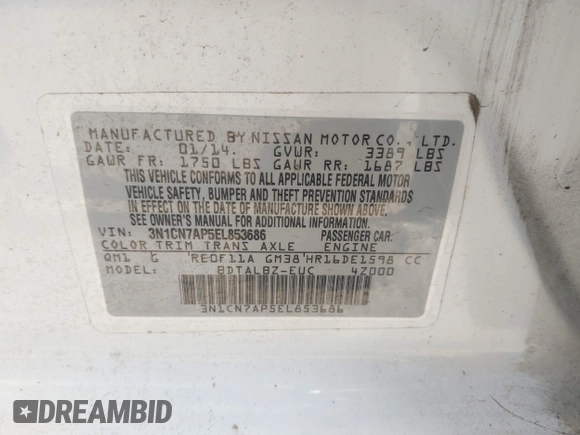 MANUFACTURED BY NISSAN MOTOR CO., LTD.
DATE: 01/14. GVWR: 3389 LBS
GAWR FR: 1750 LBS GAWR RR: 1687 LBS
THIS VEHICLE CONFORMS TO ALL APPLICABLE FEDERAL MOTOR
VEHICLE SAFETY, BUMPER AND THEFT PREVENTION STANDARDS
IN EFFECT ON THE DATE OF MANUFACTURE SHOWN ABOVE.
SEE OWNER'S MANUAL FOR ADDITIONAL INFORMATION.
VIN: 3N1CN7AP5EL853686 PASSENGER CAR.
COLOR TRIM TRANS AXLE ENGINE
QM1 G RE0F11A GM38 HR16DE1598 CC
MODEL: BDTALBZ-EUC 4Z000
3N1CN7AP5EL853686
DREAMBID